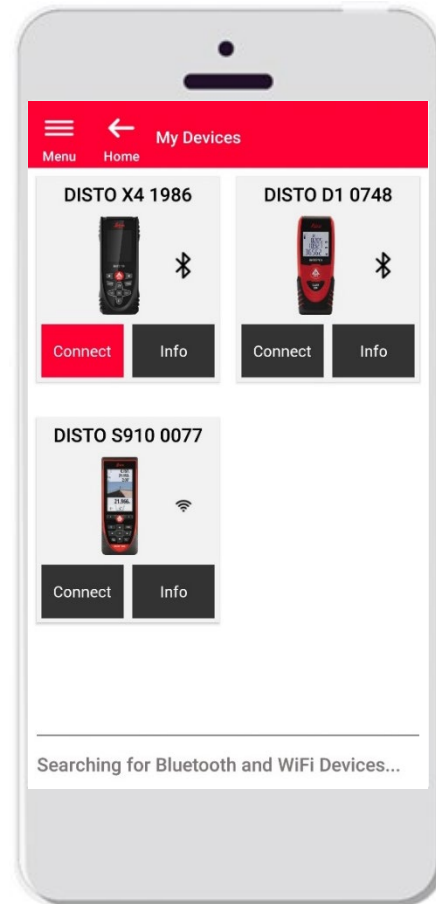 My Devices
Menu Home
DISTO X4 1986
Connect Info
DISTO D1 0748
Connect Info
DISTO S910 0077
Connect Info
Searching for Bluetooth and WiFi Devices...